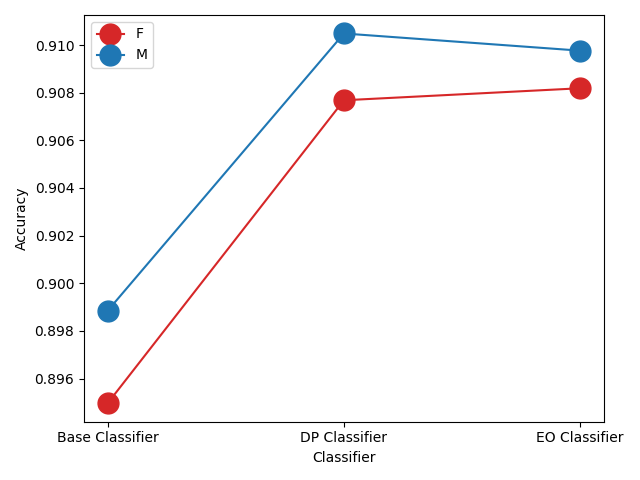 F
M
0.910
0.908
0.906
0.904
0.902
0.900
0.898
0.896
Accuracy
Base Classifier
DP Classifier
EO Classifier
Classifier